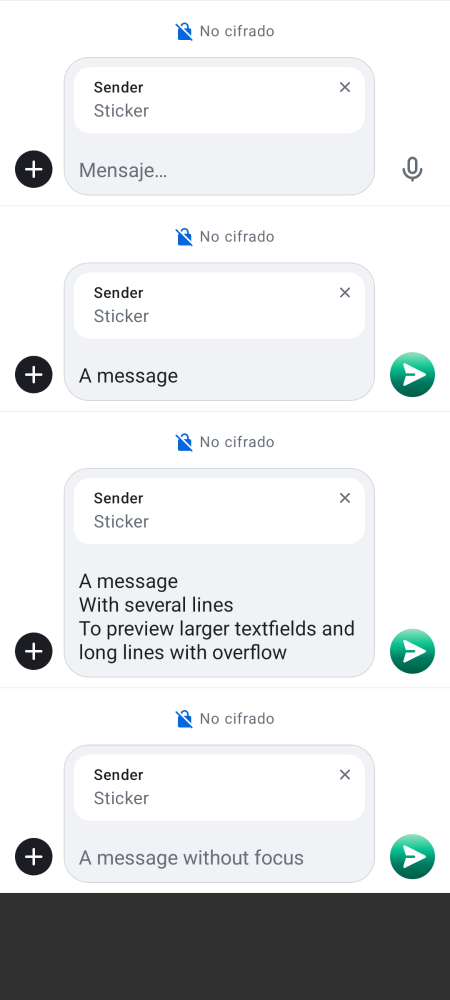 No cifrado
Sender
Sticker
Mensaje…
No cifrado
Sender
Sticker
A message
No cifrado
Sender
Sticker
A message
With several lines
To preview larger textfields and
long lines with overflow
No cifrado
Sender
Sticker
A message without focus